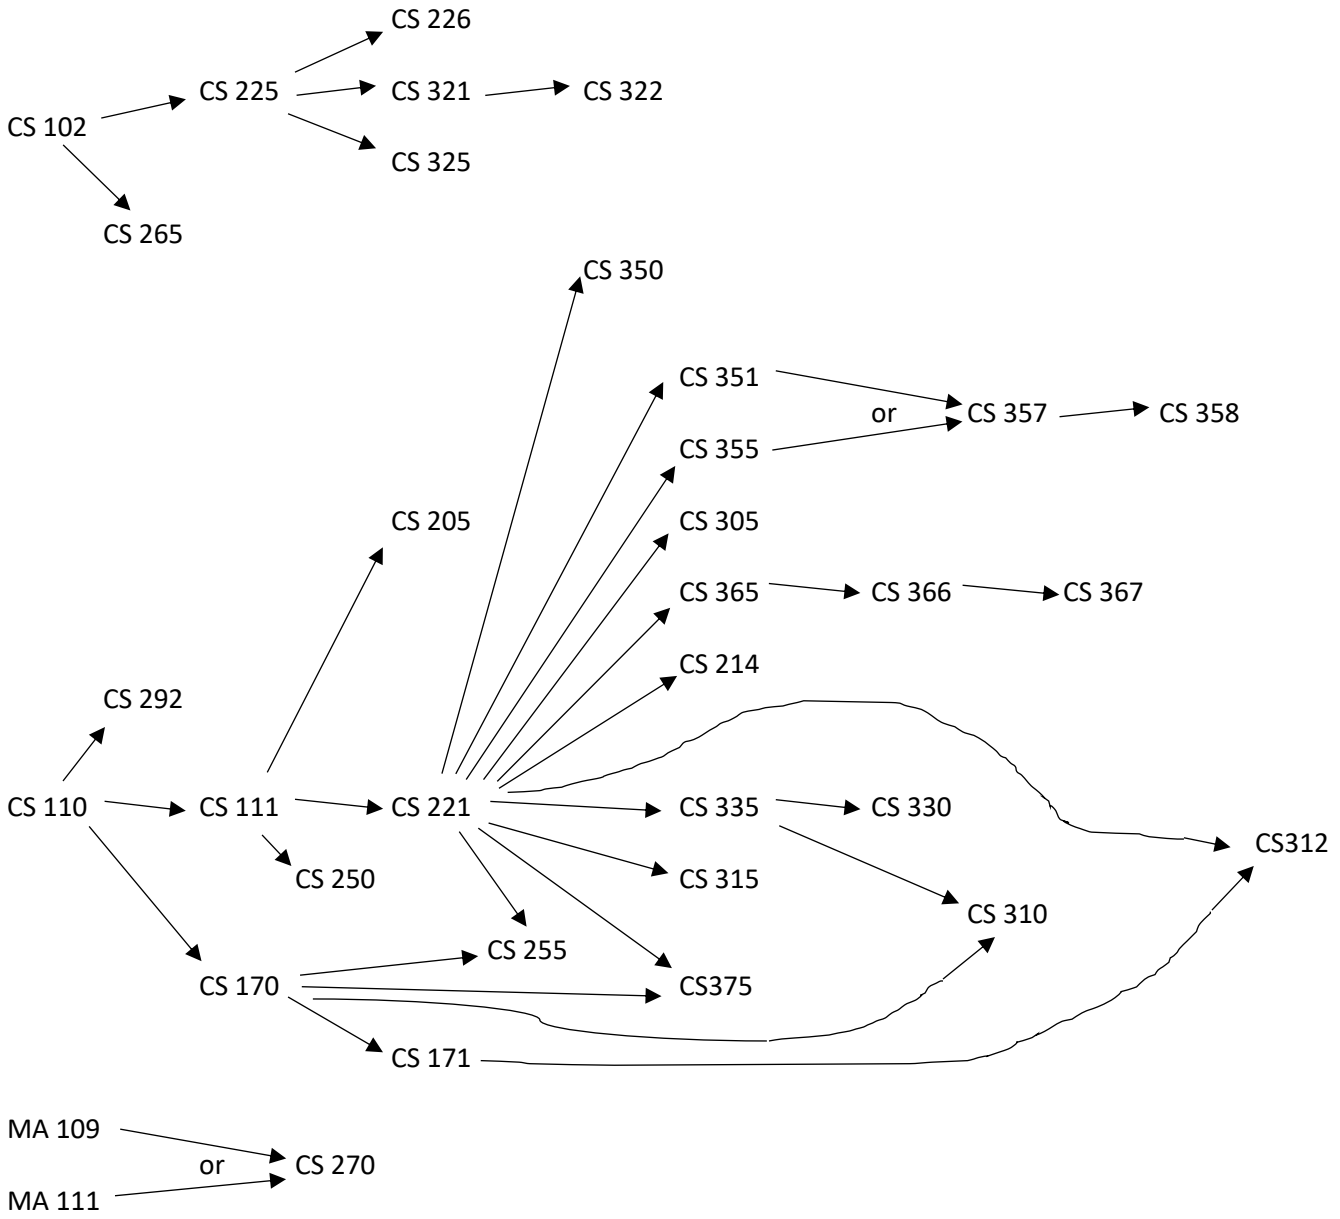 CS 226
CS 225
CS 321
CS 322
CS 102
CS 325
CS 265
CS 350
CS 351
or
CS 357
CS 358
CS 355
CS 205
CS 305
CS 365
CS 366
CS 367
CS 214
CS 292
CS 110
CS 111
CS 221
CS 335
CS 330
CS312
CS 250
CS 315
CS 310
CS 255
CS 170
CS375
CS 171
MA 109
or
CS 270
MA 111